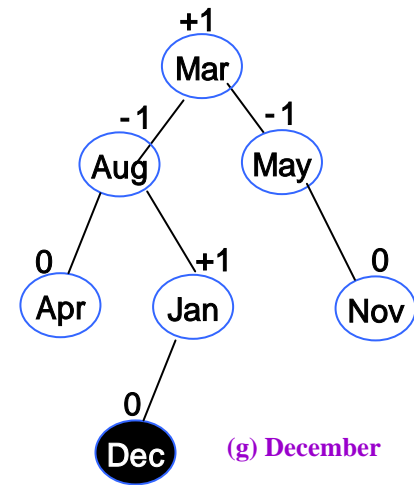 +1
Mar
-1 -1
Aug May
0 +1 0
Apr Jan Nov
0
Dec
(g) December